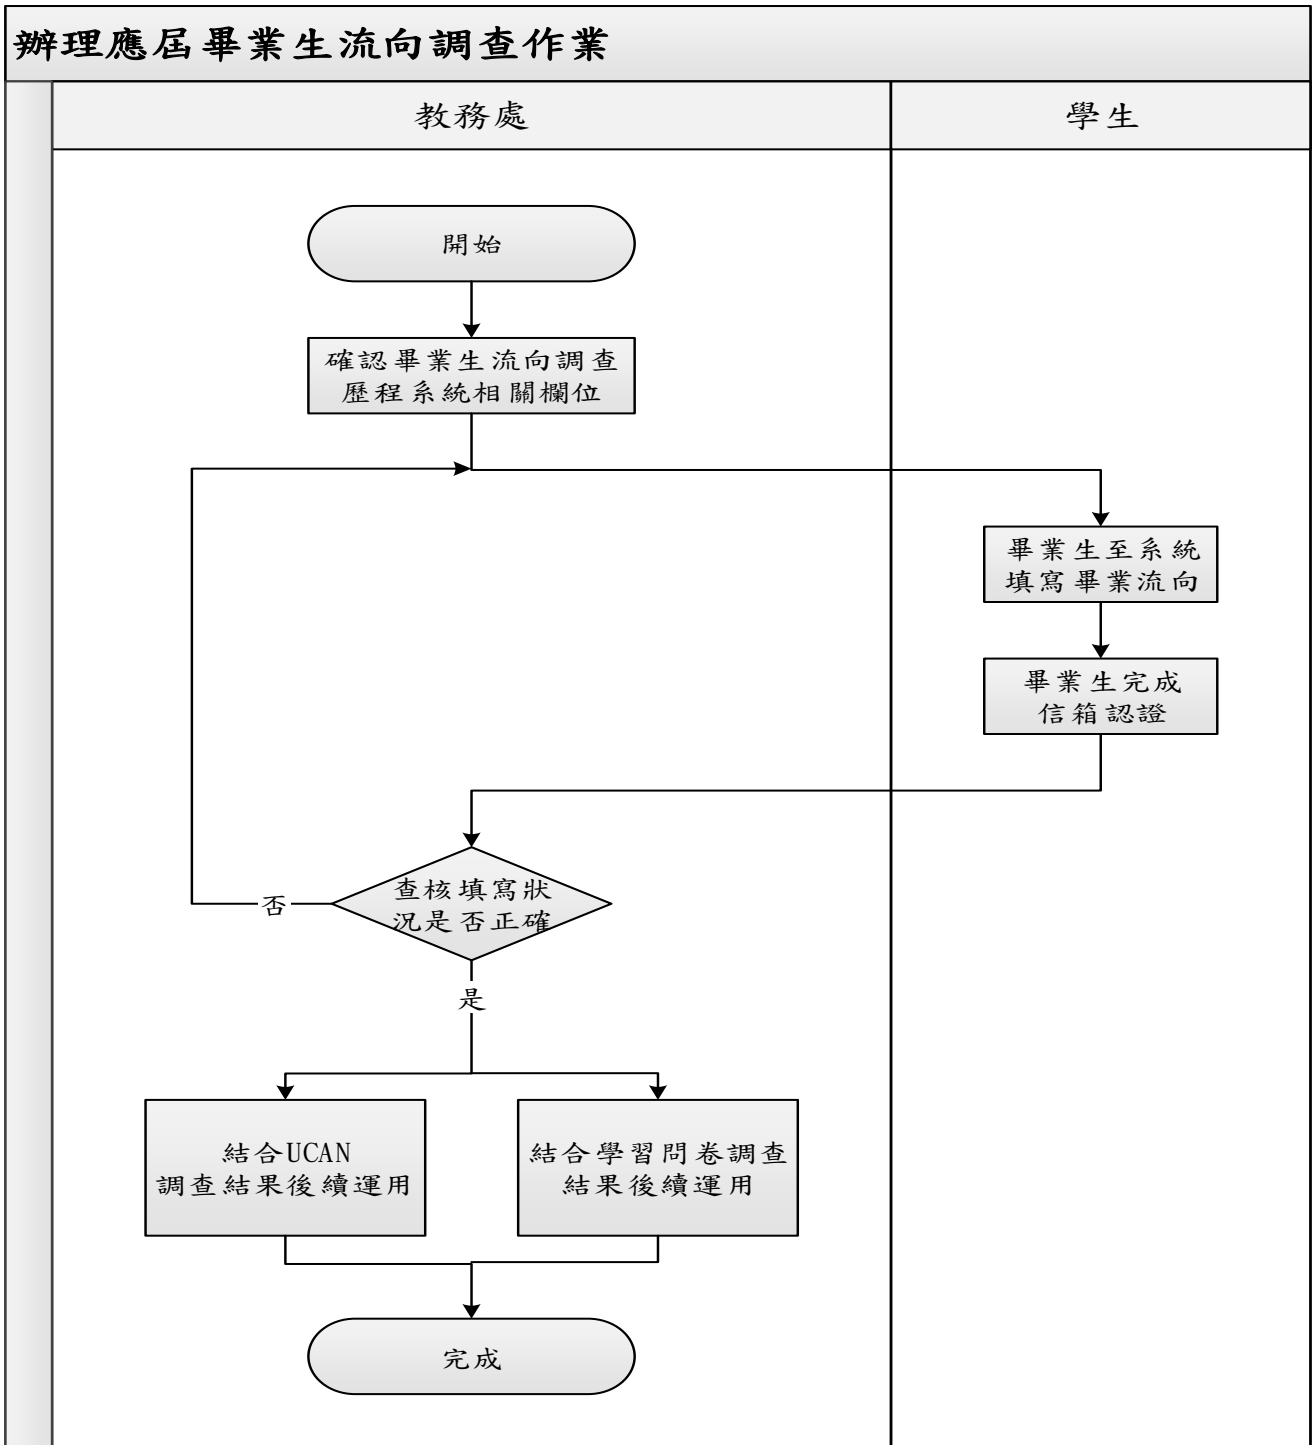 辦理應屆畢業生流向調查作業
教務處
學生
開始
確認畢業生流向調查
歷程系統相關欄位
畢業生至系統
填寫畢業流向
畢業生完成
信箱認證
查核填寫狀
況是否正確
否
是
結合UCAN
調查結果後續運用
結合學習問卷調查
結果後續運用
完成